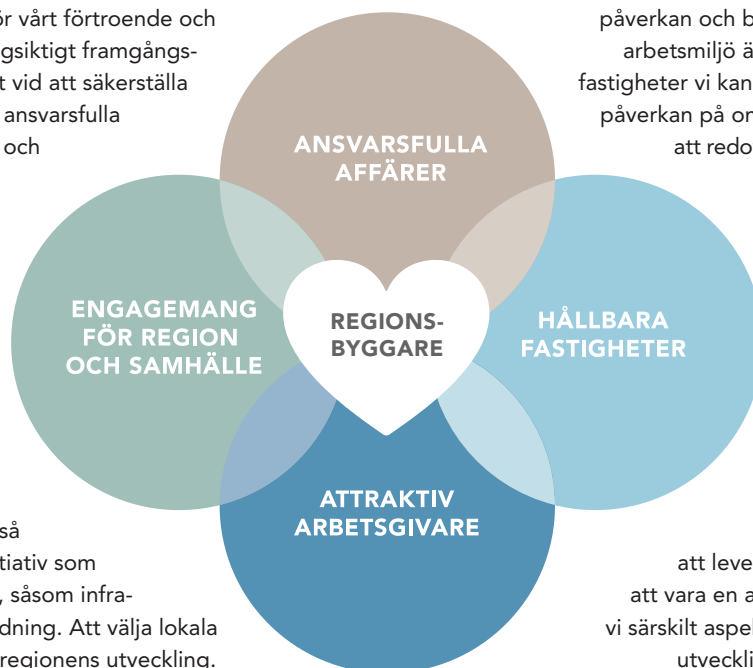 ör vårt förtroende och
gsiktigt framgångs-
t vid att säkerställa
ansvarsfulla
och
påverkan och b
arbetsmiljö ä
fastigheter vi kan
påverkan på om
att redo
ANSVARSFULLA
AFFÄRER
ENGAGEMANG
FÖR REGION
OCH SAMHÄLLE
REGIONS-
BYGGARE
HÅLLBARA
FASTIGHETER
ATTRAKTIV
ARBETSGIVARE
så
tiativ som
, såsom infra-
dning. Att välja lokala
regionens utveckling.
att leve
att vara en a
vi särskilt aspe
utveckli